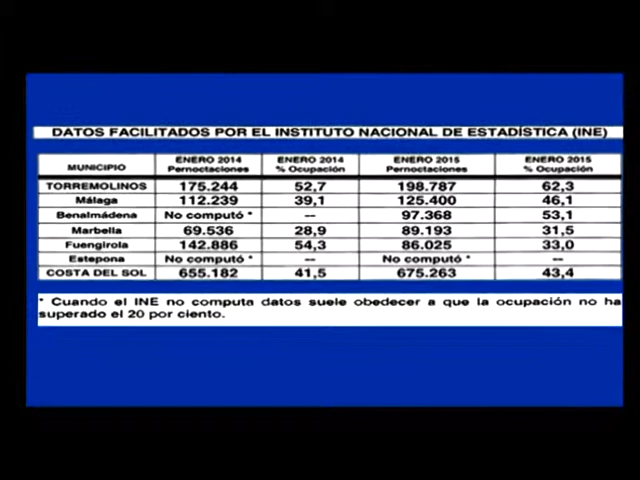 DATOS FACILITADOS POR EL INSTITUTO NACIONAL DE ESTADÍSTICA (INE)
MUNICIPIO ENERO 2014 Pernoctaciones ENERO 2014 % Ocupación ENERO 2015 Pernoctaciones ENERO 2015 % Ocupación
TORREMOLINOS 175.244 52,7 198.787 62,3
Málaga 112.239 39,1 125.400 46,1
Benalmádena No computó * -- 97.368 53,1
Marbella 69.536 28,9 89.193 31,5
Fuengirola 142.886 54,3 86.025 33,0
Estepona No computó * -- No computó * --
COSTA DEL SOL 655.182 41,5 675.263 43,4
* Cuando el INE no computa datos suele obedecer a que la ocupación no ha
superado el 20 por ciento.